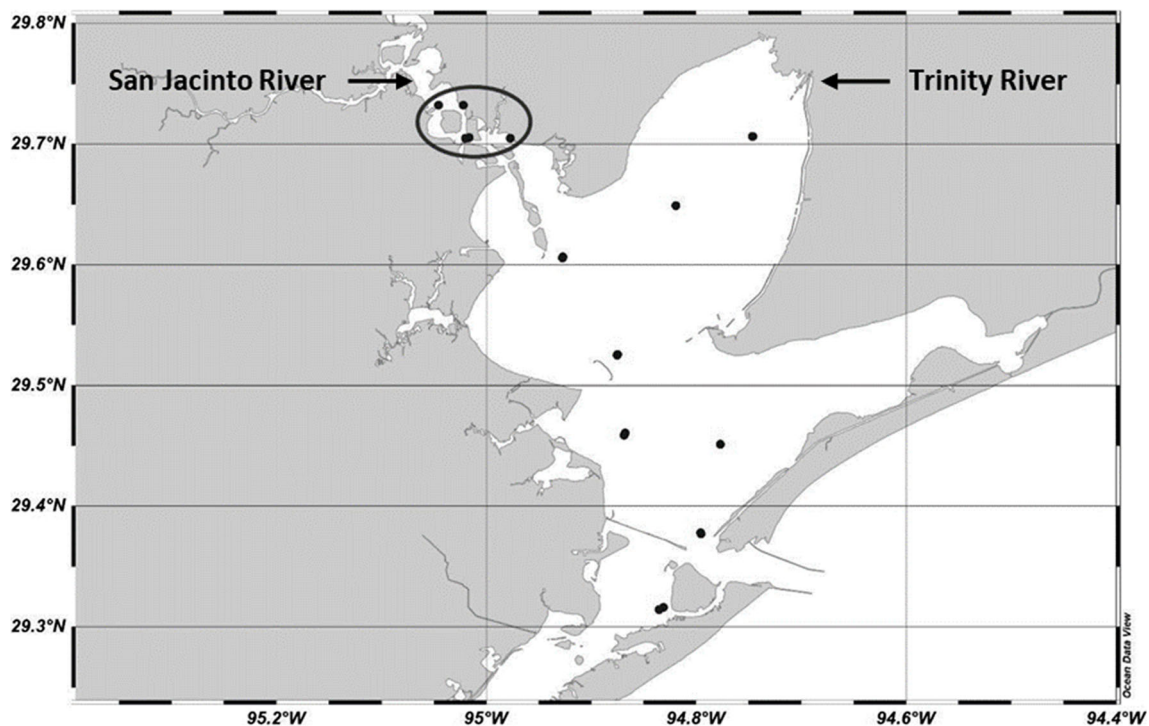 29.8°N
San Jacinto River
Trinity River
29.7°N
29.6°N
29.5°N
29.4°N
29.3°N
95.2°W
95°W
94.8°W
94.6°W
94.4°W
Ocean Data View